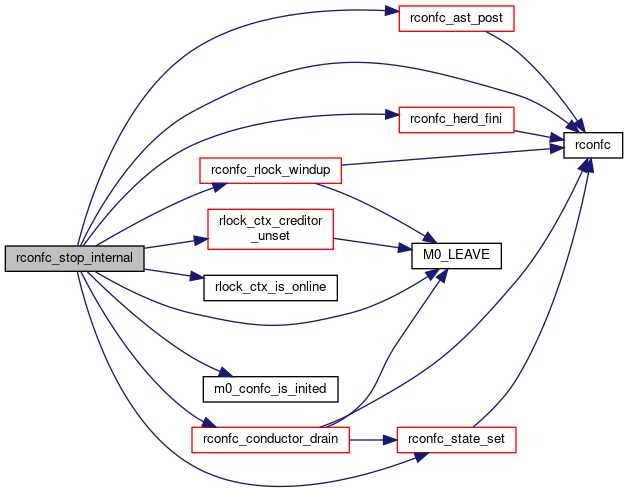 rconfc_ast_post
rconfc_herd_fini
rconfc
rconfc_rlock_windup
rlock_ctx_creditor
_unset
M0_LEAVE
rconfc_stop_internal
rlock_ctx_is_online
m0_confc_is_inited
rconfc_conductor_drain
rconfc_state_set